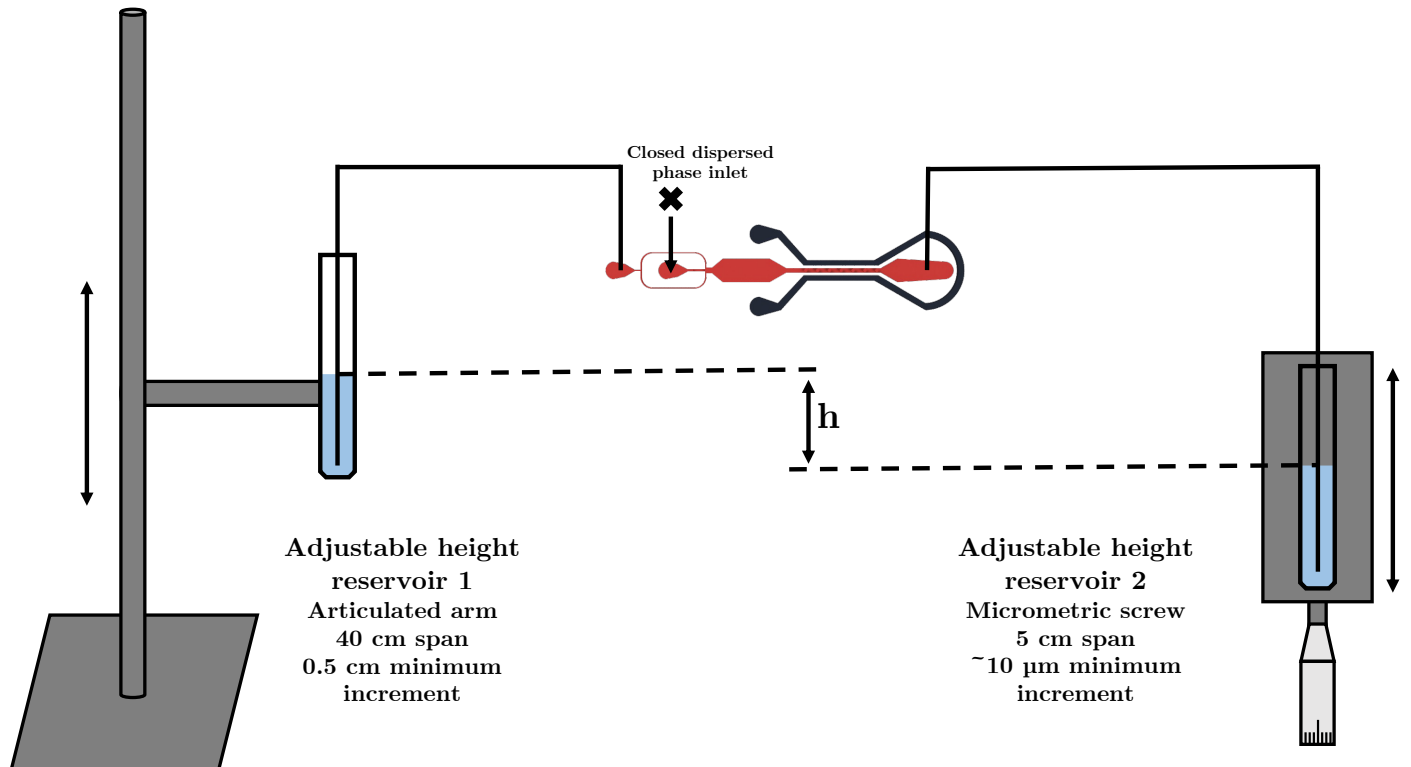 Closed dispersed
phase inlet
h
Adjustable height
reservoir 1
Articulated arm
40 cm span
0.5 cm minimum
increment
Adjustable height
reservoir 2
Micrometric screw
5 cm span
~10 µm minimum
increment